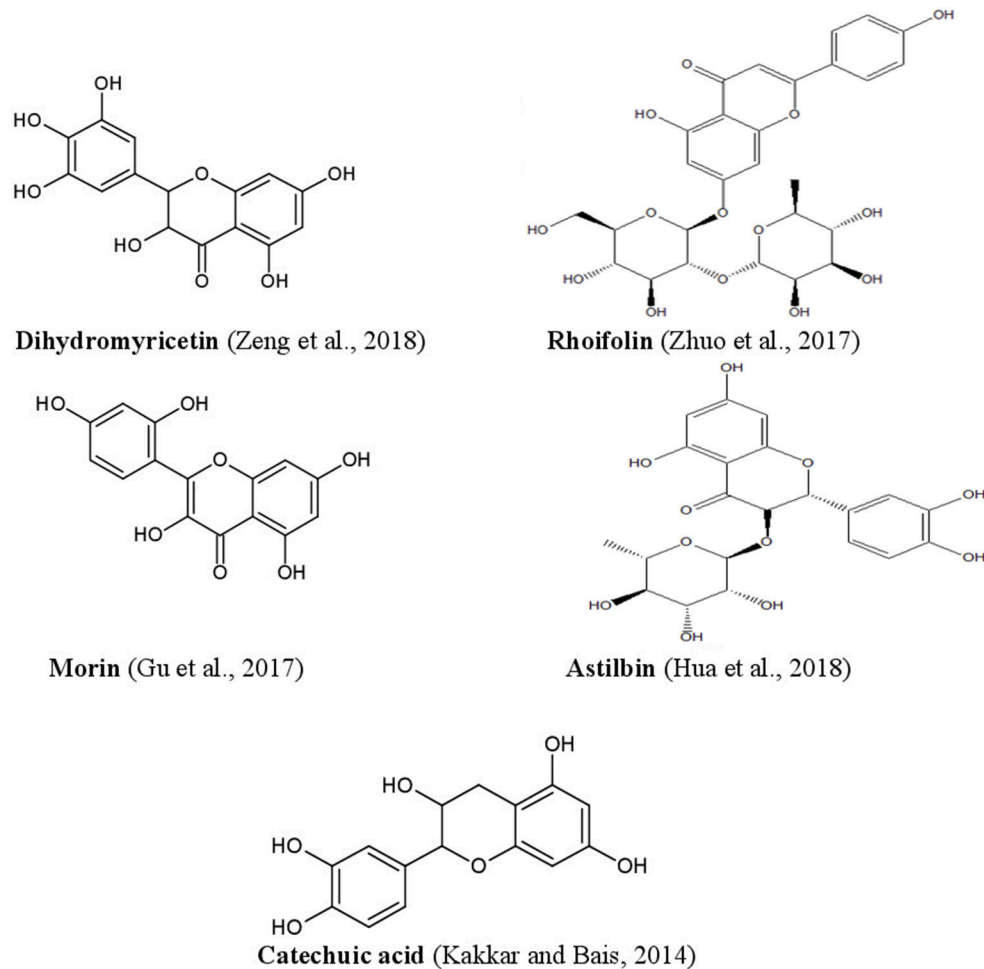 OH
HO
HO
O
OH
HO
O
OH
OH
O
O
HO
O
O
OH
HO
O
HO
O
OH
OH
OH
Dihydromyricetin (Zeng et al., 2018)
Rhoifolin (Zhuo et al., 2017)
HO
OH
O
OH
HO
O
OH
OH
HO
O
OH
O
O
O
OH
HO
OH
OH
Morin (Gu et al., 2017)
Astilbin (Hua et al., 2018)
OH
HO
HO
O
OH
HO
Catechuic acid (Kakkar and Bais, 2014)